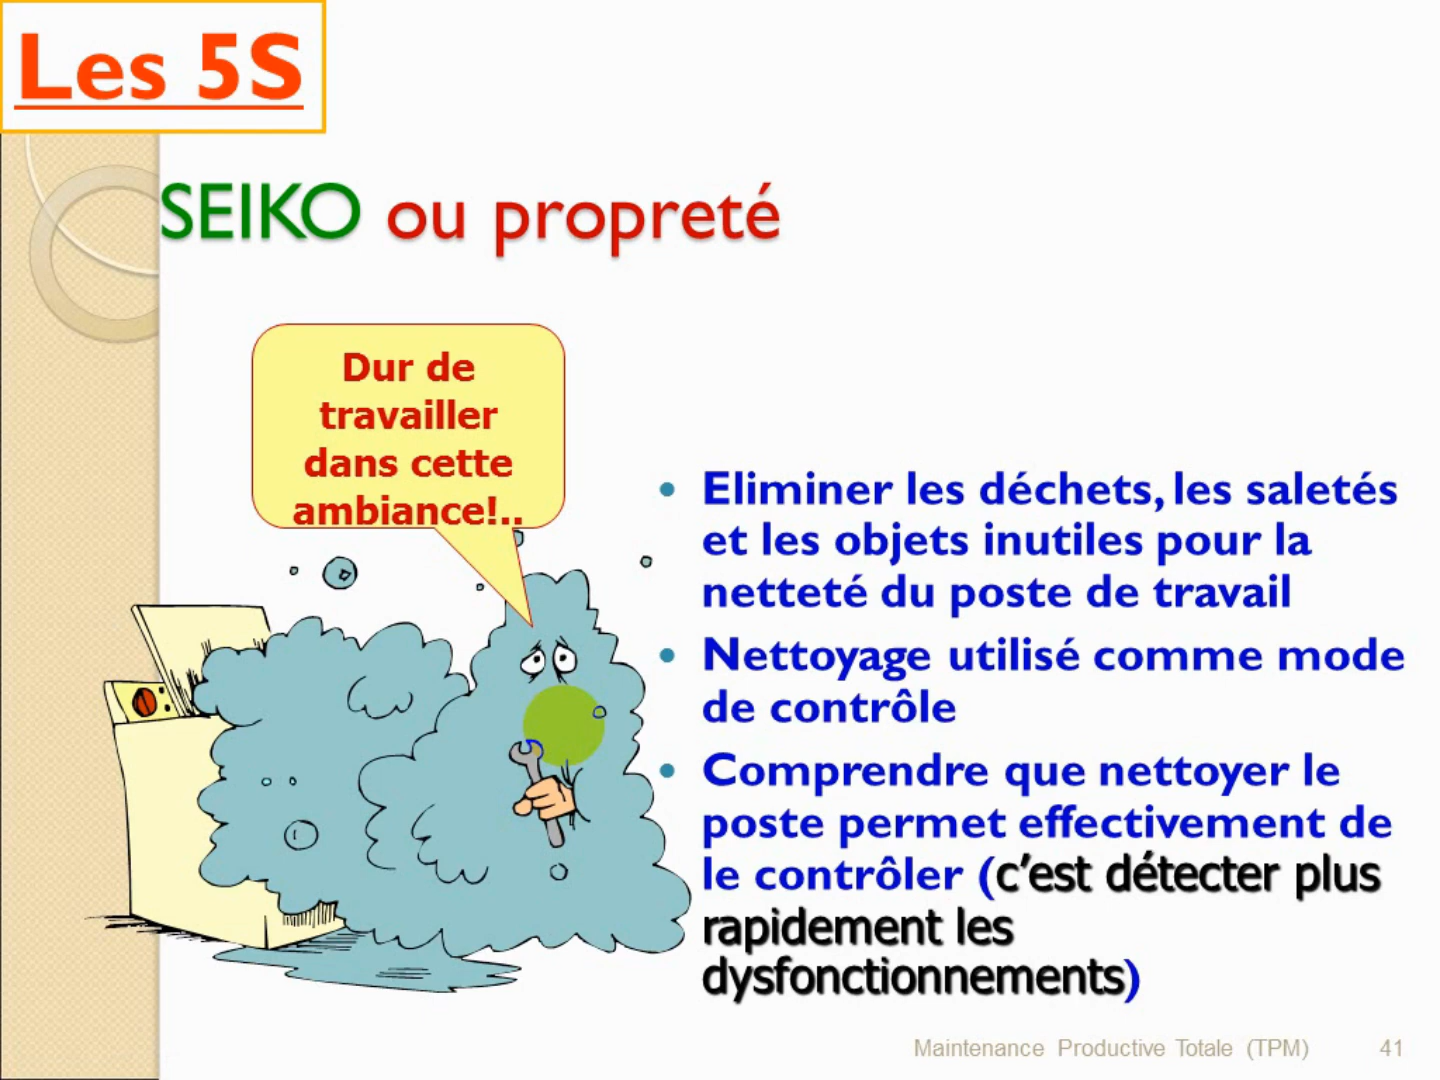 Les 5S
SEIKO ou propreté
Dur de
travailler
dans cette
ambiance!..
• Eliminer les déchets, les saletés
et les objets inutiles pour la
netteté du poste de travail
• Nettoyage utilisé comme mode
de contrôle
• Comprendre que nettoyer le
poste permet effectivement de
le contrôler (c’est détecter plus
rapidement les
dysfonctionnements)
Maintenance Productive Totale (TPM) 41